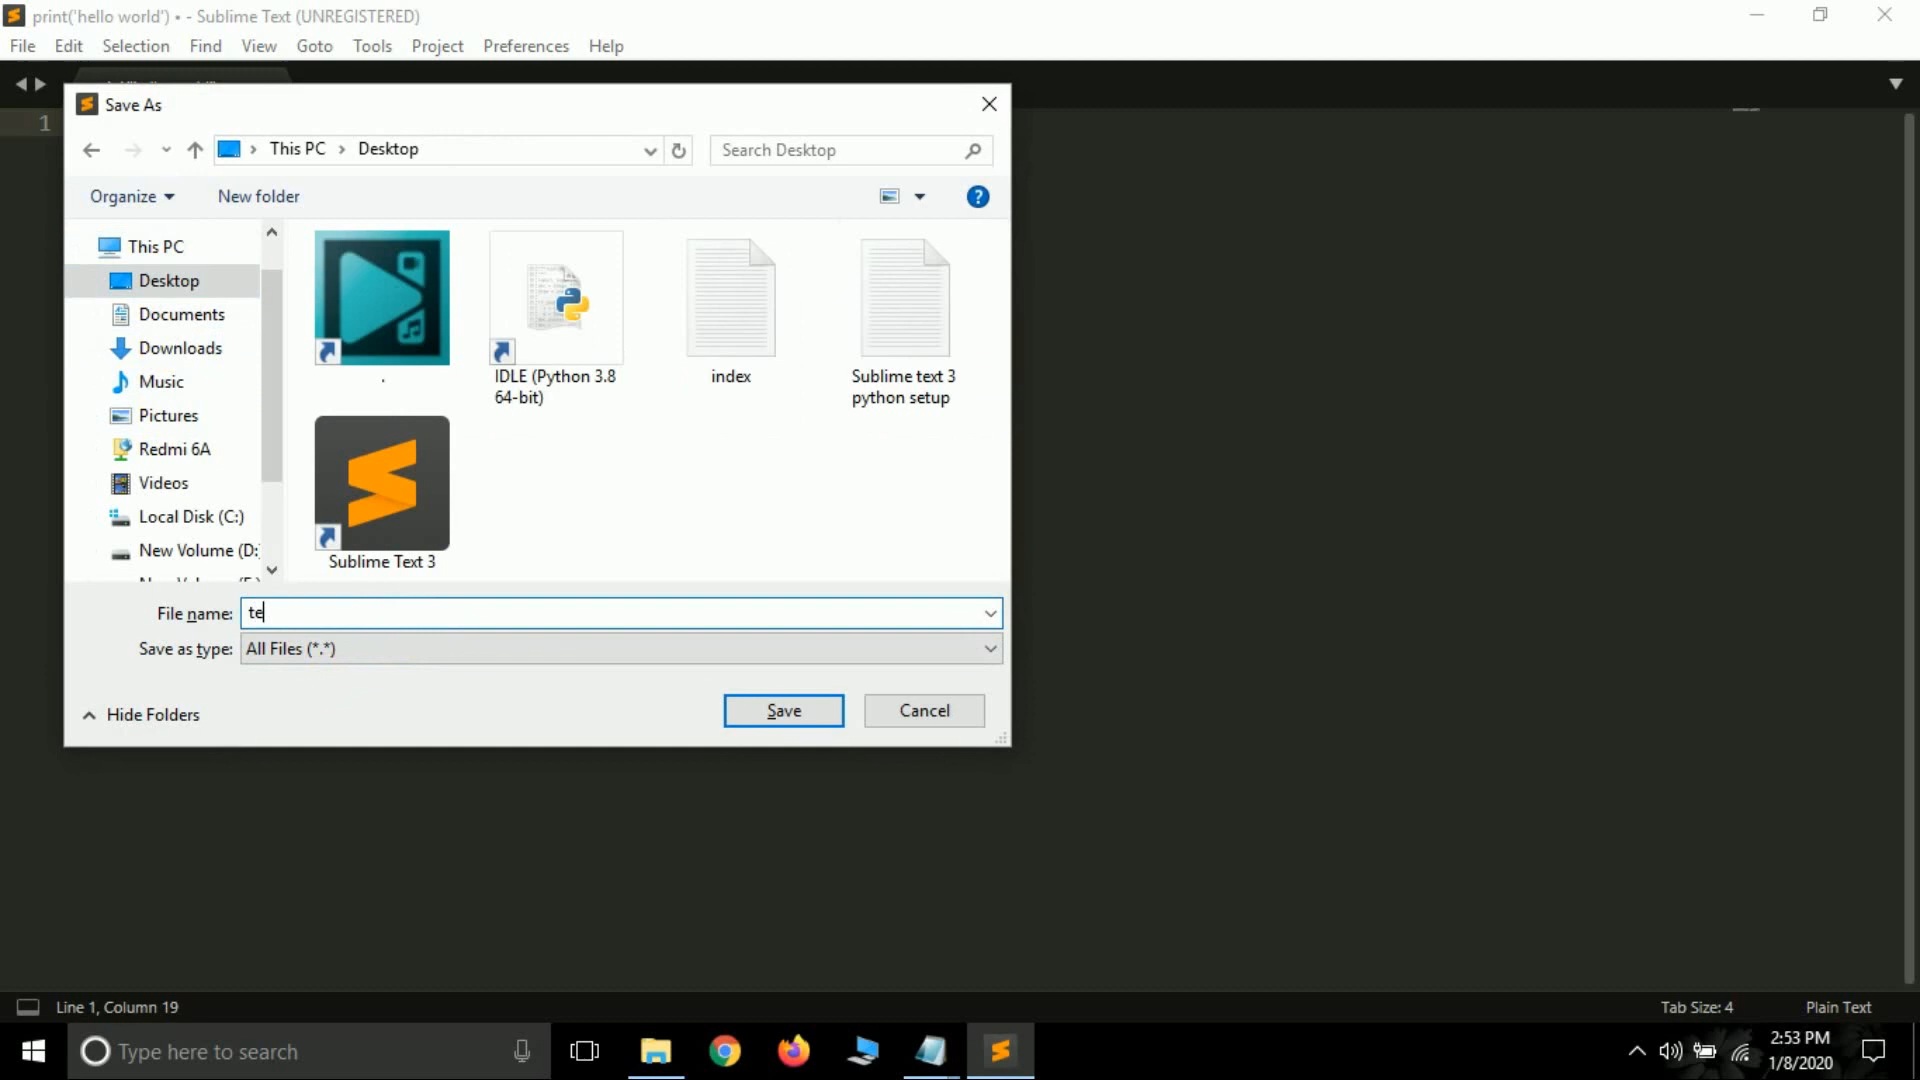 print('hello world') • - Sublime Text (UNREGISTERED)
File Edit Selection Find View Goto Tools Project Preferences Help
Save As
1
This PC Desktop
Search Desktop
Organize New folder
This PC
Desktop
Documents
Downloads
Music
Pictures
Redmi 6A
Videos
Local Disk (C:)
New Volume (D:
.
IDLE (Python 3.8
64-bit)
index
Sublime text 3
python setup
Sublime Text 3
File name: te
Save as type: All Files (*.*)
Hide Folders
Save
Cancel
Line 1, Column 19
Tab Size: 4
Plain Text
Type here to search
2:53 PM
1/8/2020